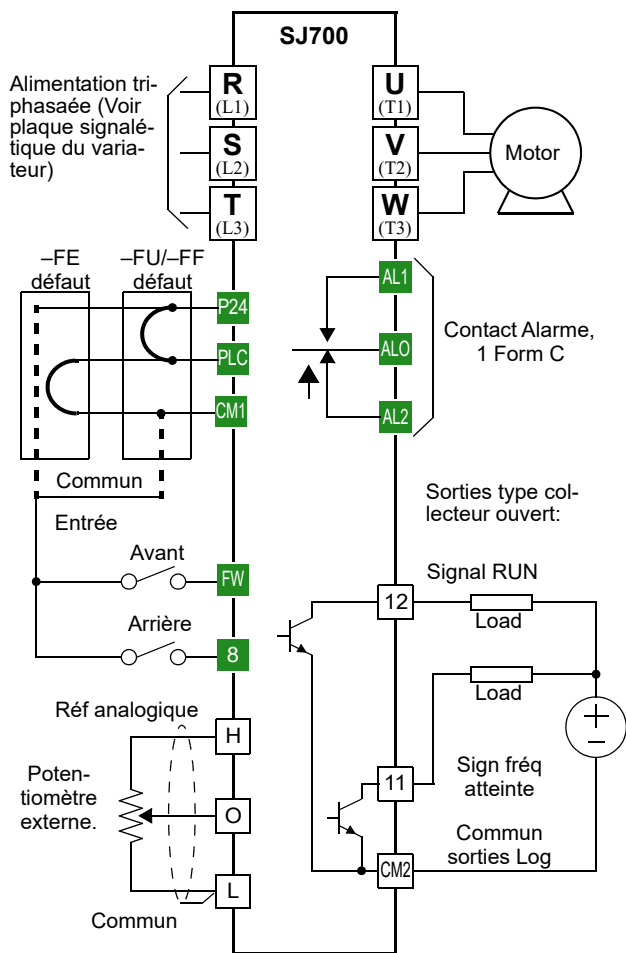 SJ700
Alimentation tri-
phasaée (Voir
plaque signalé-
tique du varia-
teur)
R
(L1)
S
(L2)
T
(L3)
U
(T1)
V
(T2)
W
(T3)
Motor
–FE
défaut
–FU/–FF
défaut
P24
PLC
CM1
AL1
AL0
AL2
Contact Alarme,
1 Form C
Commun
Entrée
Avant
FW
Arrière
8
Sorties type col-
lecteur ouvert:
Signal RUN
12
Load
Load
+
–
11
Sign fréq
atteinte
Commun
sorties Log
CM2
Réf analogique
H
Poten-
tiomètre
externe.
O
L
Commun